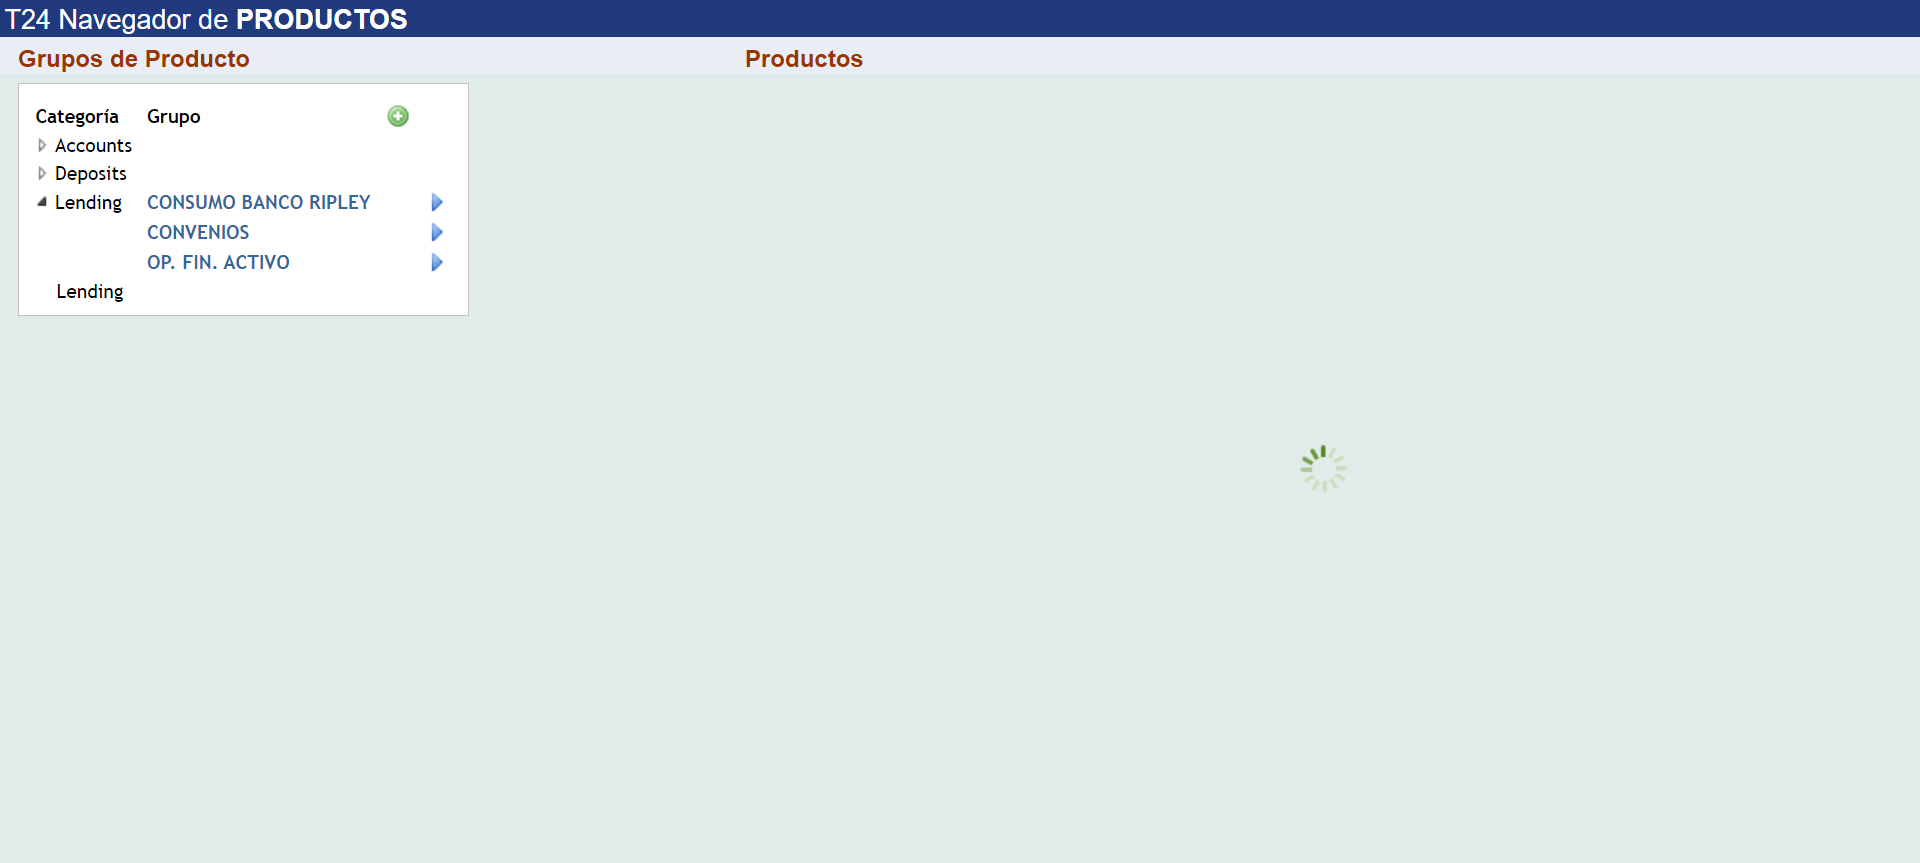 T24 Navegador de PRODUCTOS
Grupos de Producto Productos
Categoría Grupo
Accounts
Deposits
Lending CONSUMO BANCO RIPLEY
CONVENIOS
OP. FIN. ACTIVO
Lending